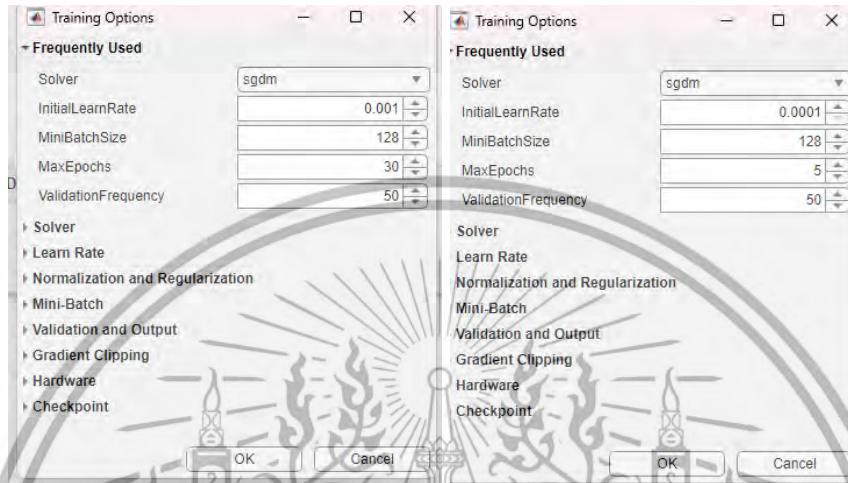 Training Options
Frequently Used
Solver sgdm
InitialLearnRate 0.001
MiniBatchSize 128
MaxEpochs 30
D
ValidationFrequency 50
Solver
Learn Rate
Normalization and Regularization
Mini-Batch
Validation and Output
Gradient Clipping
Hardware
Checkpoint
OK Cancel
Training Options
Frequently Used
Solver sgdm
InitialLearnRate 0.0001
MiniBatchSize 128
MaxEpochs 5
ValidationFrequency 50
Solver
Learn Rate
Normalization and Regularization
Mini-Batch
Validation and Output
Gradient Clipping
Hardware
Checkpoint
OK Cancel